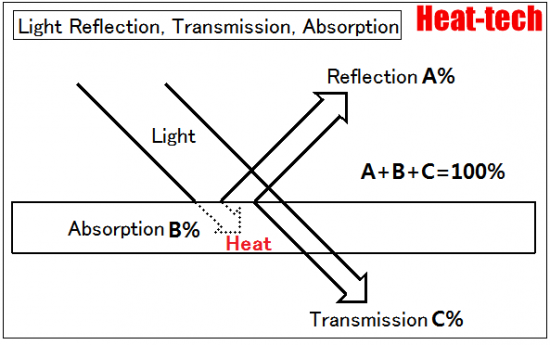 Light Reflection, Transmission, Absorption
Heat-tech
Reflection A%
Light
A+B+C=100%
Absorption B%
Heat
Transmission C%